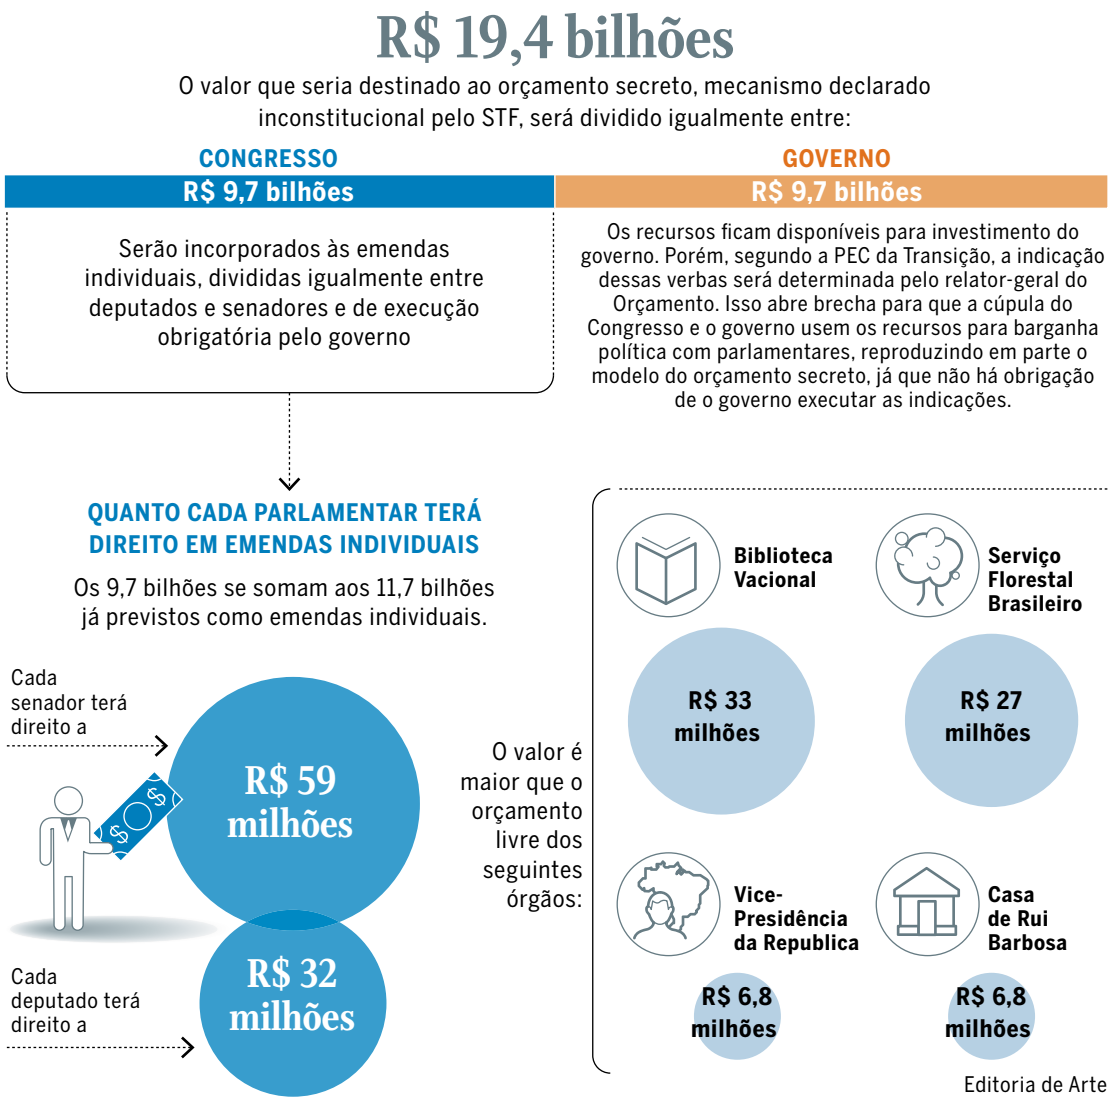 R$ 19,4 bilhões
O valor que seria destinado ao orçamento secreto, mecanismo declarado
inconstitucional pelo STF, será dividido igualmente entre:
CONGRESSO
R$ 9,7 bilhões
Serão incorporados às emendas
individuais, divididas igualmente entre
deputados e senadores e de execução
obrigatória pelo governo
GOVERNO
R$ 9,7 bilhões
Os recursos ficam disponíveis para investimento do
governo. Porém, segundo a PEC da Transição, a indicação
dessas verbas será determinada pelo relator-geral do
Orçamento. Isso abre brecha para que a cúpula do
Congresso e o governo usem os recursos para barganha
política com parlamentares, reproduzindo em parte o
modelo do orçamento secreto, já que não há obrigação
de o governo executar as indicações.
QUANTO CADA PARLAMENTAR TERÁ
DIREITO EM EMENDAS INDIVIDUAIS
Os 9,7 bilhões se somam aos 11,7 bilhões
já previstos como emendas individuais.
Cada
senador terá
direito a
R$ 59
milhões
$
$
Cada
deputado terá
direito a
R$ 32
milhões
O valor é
maior que o
orçamento
livre dos
seguintes
órgãos:
Biblioteca
Vacional
R$ 33
milhões
Serviço
Florestal
Brasileiro
R$ 27
milhões
Vice-
Presidência
da Republica
R$ 6,8
milhões
Casa
de Rui
Barbosa
R$ 6,8
milhões
Editoria de Arte